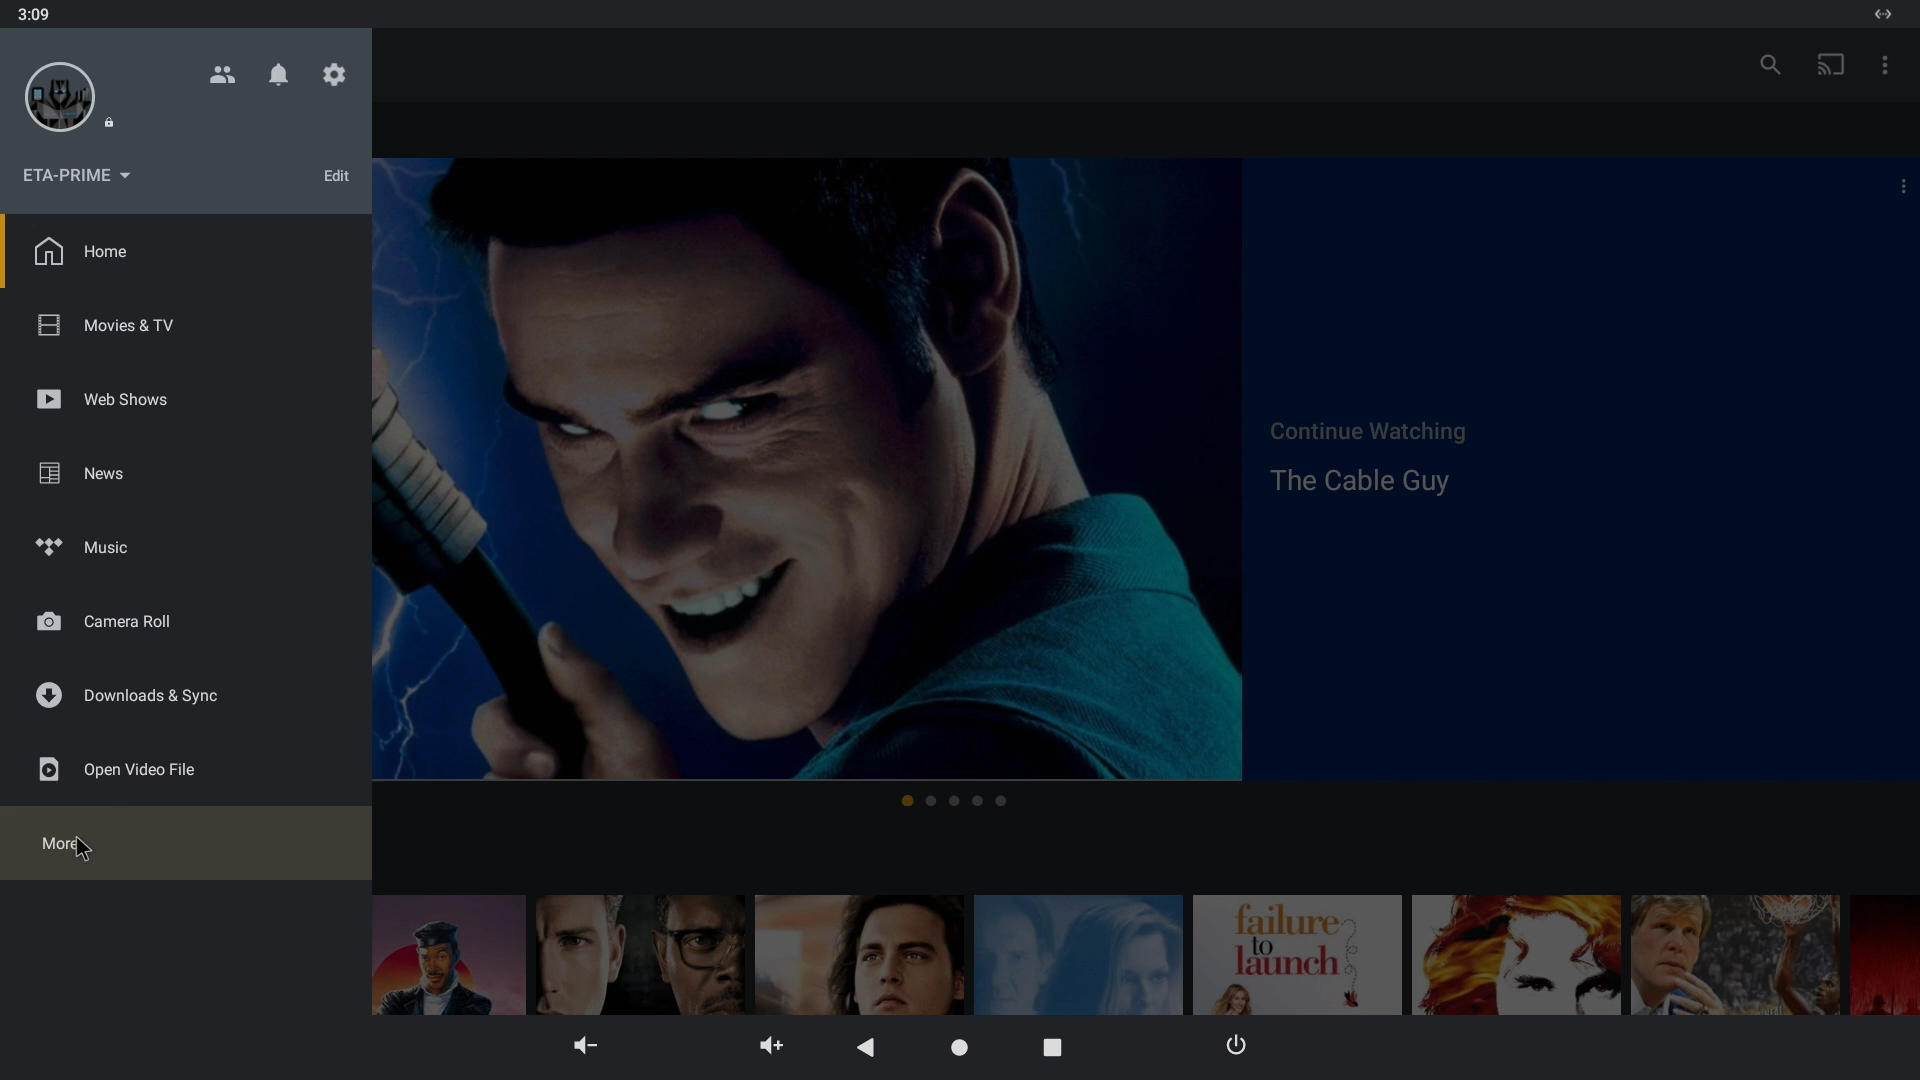 3:09
ETA-PRIME
Edit
Home
Movies & TV
Web Shows
News
Music
Camera Roll
Downloads & Sync
Open Video File
More
Continue Watching
The Cable Guy
failure
to
launch